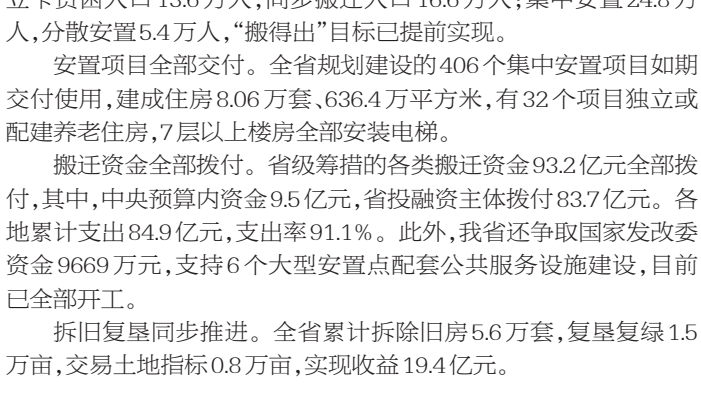 立卡贫困人口13.6万人,同步搬迁人口16.6万人;集中安置24.8万
人,分散安置5.4万人,“搬得出”目标已提前实现。
安置项目全部交付。全省规划建设的406个集中安置项目如期
交付使用,建成住房8.06万套、636.4万平方米,有32个项目独立或
配建养老住房,7层以上楼房全部安装电梯。
搬迁资金全部拨付。省级筹措的各类搬迁资金93.2亿元全部拨
付,其中,中央预算内资金9.5亿元,省投融资主体拨付83.7亿元。各
地累计支出84.9亿元,支出率91.1%。此外,我省还争取国家发改委
资金9669万元,支持6个大型安置点配套公共服务设施建设,目前
已全部开工。
拆旧复垦同步推进。全省累计拆除旧房5.6万套,复垦复绿1.5
万亩,交易土地指标0.8万亩,实现收益19.4亿元。